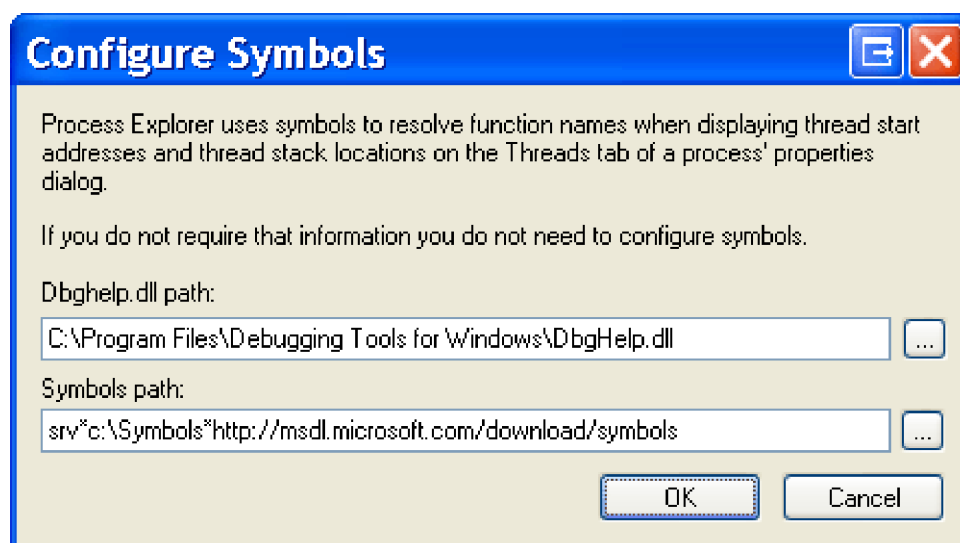 Configure Symbols
Process Explorer uses symbols to resolve function names when displaying thread start
addresses and thread stack locations on the Threads tab of a process' properties
dialog.
If you do not require that information you do not need to configure symbols.
Dbghelp.dll path:
C:\Program Files\Debugging Tools for Windows\DbgHelp.dll
...
Symbols path:
srv*c:\Symbols*http://msdl.microsoft.com/download/symbols
...
OK Cancel